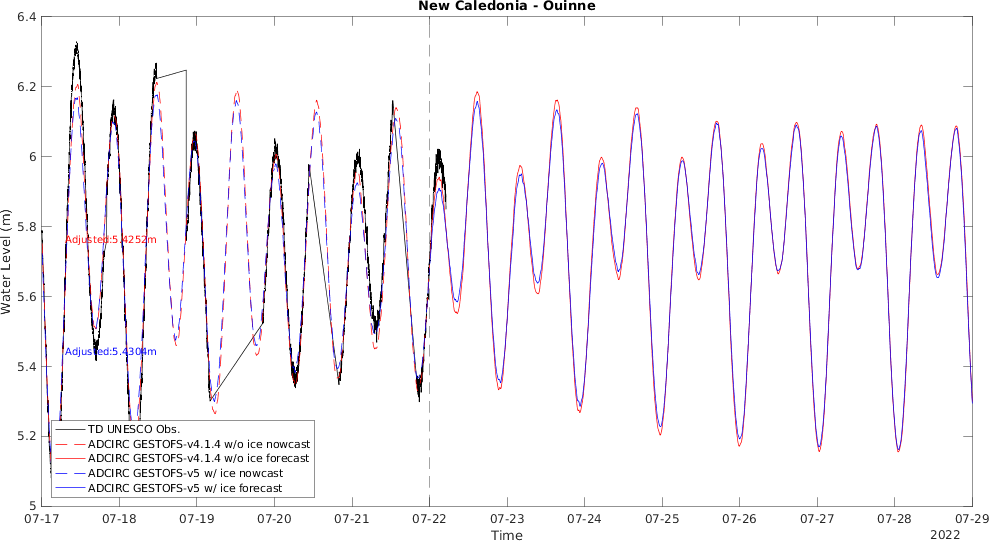 New Caledonia - Ouinne
6.4
6.2
6
5.8
5.6
5.4
5.2
5
Water Level (m)
Adjusted:5.4252m
Adjusted:5.4304m
TD UNESCO Obs.
ADCIRC GESTOFS-v4.1.4 w/o ice nowcast
ADCIRC GESTOFS-v4.1.4 w/o ice forecast
ADCIRC GESTOFS-v5 w/ ice nowcast
ADCIRC GESTOFS-v5 w/ ice forecast
07-17 07-18 07-19 07-20 07-21 07-22 07-23 07-24 07-25 07-26 07-27 07-28 07-29
Time
2022